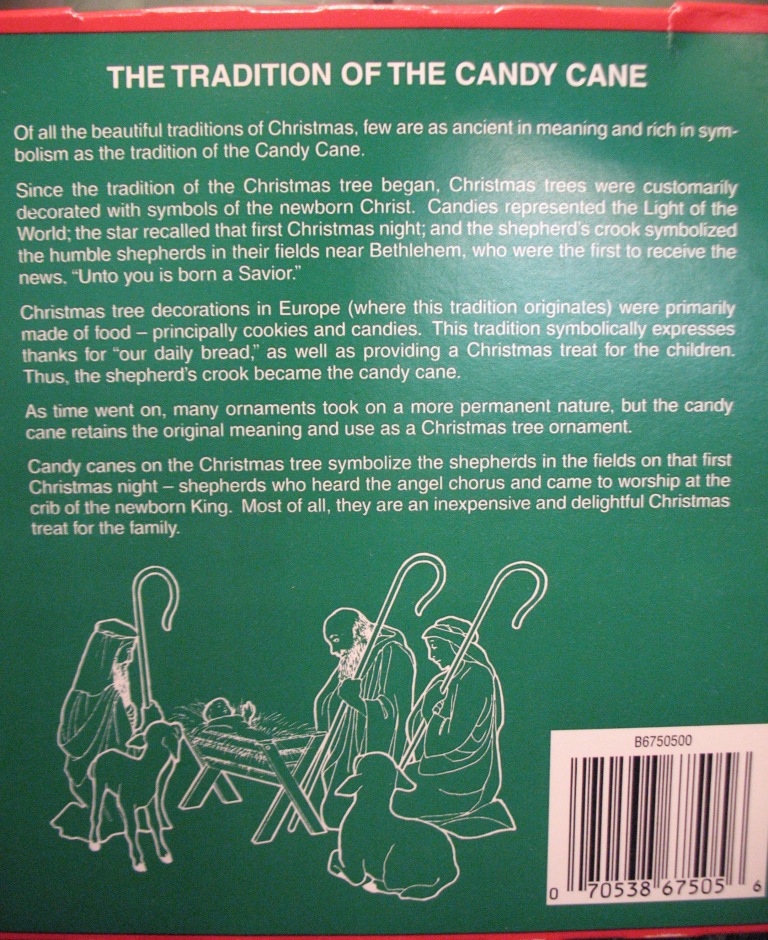 THE TRADITION OF THE CANDY CANE
Of all the beautiful traditions of Christmas, few are as ancient in meaning and rich in sym-
bolism as the tradition of the Candy Cane.
Since the tradition of the Christmas tree began, Christmas trees were customarily
decorated with symbols of the newborn Christ. Candies represented the Light of the
World; the star recalled that first Christmas night; and the shepherd's crook symbolized
the humble shepherds in their fields near Bethlehem, who were the first to receive the
news, "Unto you is born a Savior."
Christmas tree decorations in Europe (where this tradition originates) were primarily
made of food – principally cookies and candies. This tradition symbolically expresses
thanks for "our daily bread," as well as providing a Christmas treat for the children.
Thus, the shepherd's crook became the candy cane.
As time went on, many ornaments took on a more permanent nature, but the candy
cane retains the original meaning and use as a Christmas tree ornament.
Candy canes on the Christmas tree symbolize the shepherds in the fields on that first
Christmas night – shepherds who heard the angel chorus and came to worship at the
crib of the newborn King. Most of all, they are an inexpensive and delightful Christmas
treat for the family.
B6750500
0 70538 67505 6